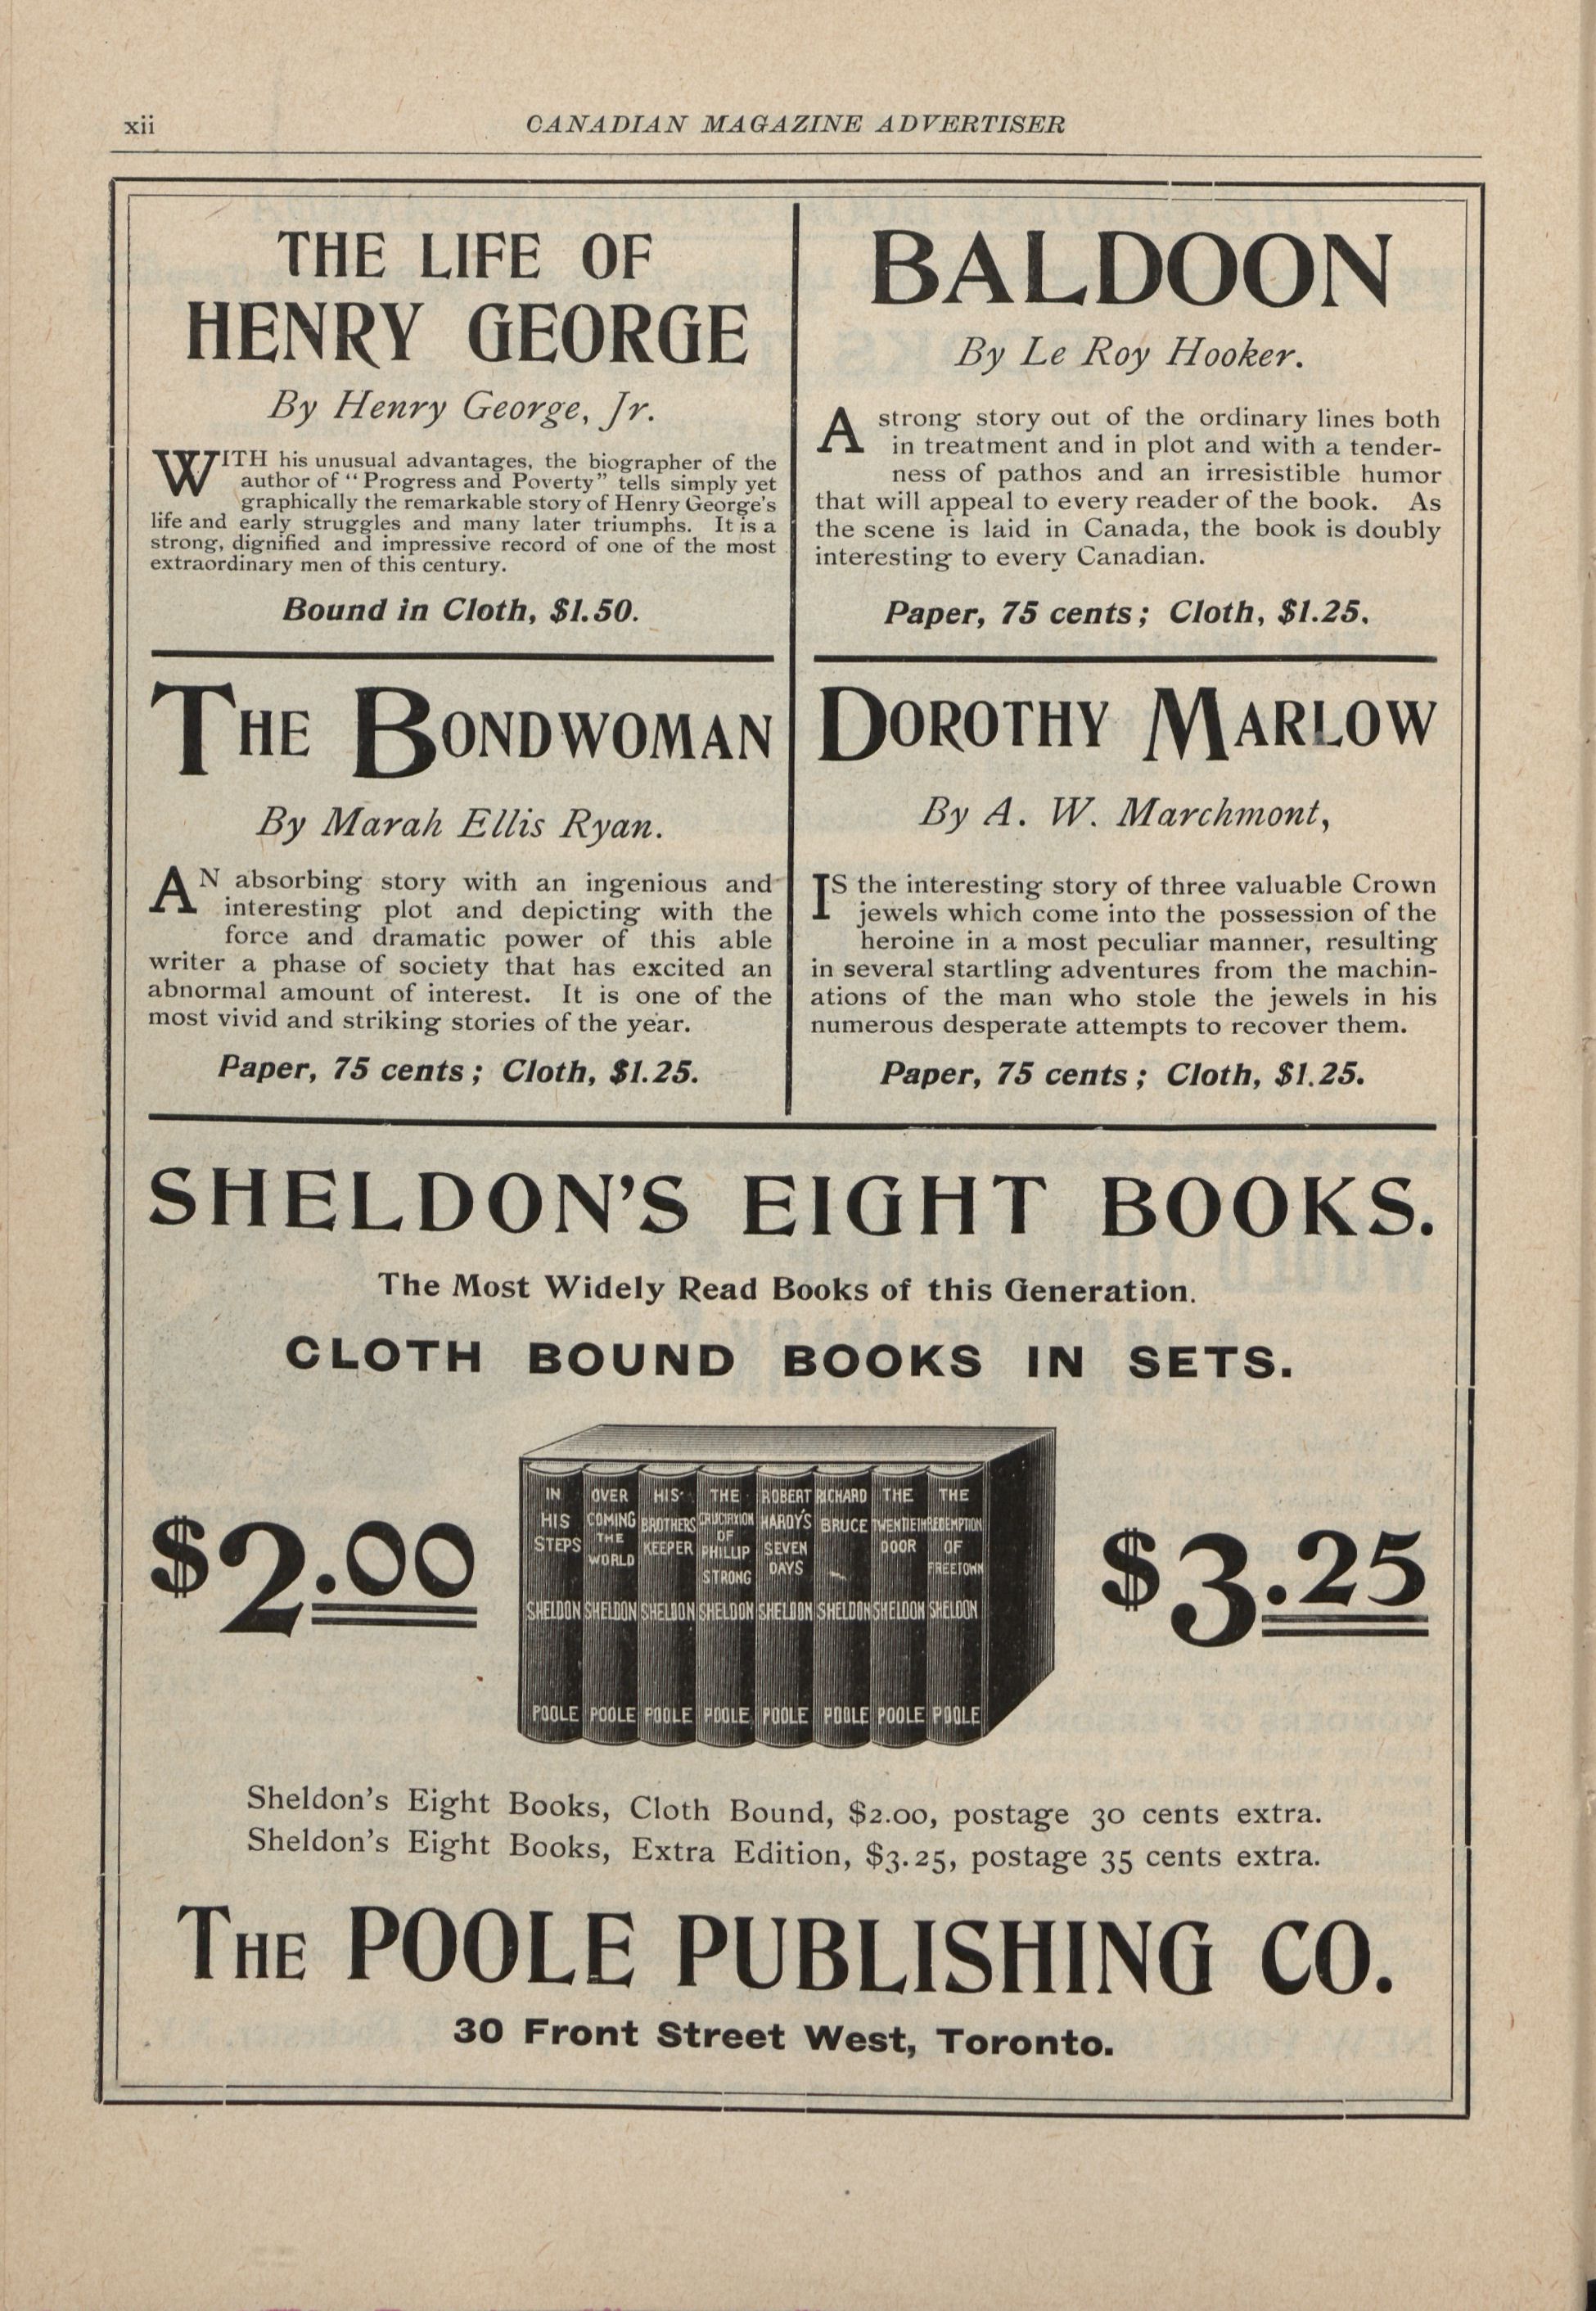 xii
CANADIAN MAGAZINE ADVERTISER
THE LIFE OF
HENRY GEORGE
By Henry George, Jr.
WITH his unusual advantages, the biographer of the
author of "Progress and Poverty" tells simply yet
graphically the remarkable story of Henry George's
life and early struggles and many later triumphs. It is a
strong, dignified and impressive record of one of the most
extraordinary men of this century.
Bound in Cloth, $1.50.
BALDOON
By Le Roy Hooker.
A strong story out of the ordinary lines both
in treatment and in plot and with a tender-
ness of pathos and an irresistible humor
that will appeal to every reader of the book. As
the scene is laid in Canada, the book is doubly
interesting to every Canadian.
Paper, 75 cents; Cloth, $1.25.
THE BONDWOMAN
By Marah Ellis Ryan.
AN absorbing story with an ingenious and
interesting plot and depicting with the
force and dramatic power of this able
writer a phase of society that has excited an
abnormal amount of interest. It is one of the
most vivid and striking stories of the year.
Paper, 75 cents; Cloth, $1.25.
DOROTHY MARLOW
By A. W. Marchmont,
IS the interesting story of three valuable Crown
jewels which come into the possession of the
heroine in a most peculiar manner, resulting
in several startling adventures from the machin-
ations of the man who stole the jewels in his
numerous desperate attempts to recover them.
Paper, 75 cents; Cloth, $1.25.
SHELDON'S EIGHT BOOKS.
The Most Widely Read Books of this Generation.
CLOTH BOUND BOOKS IN SETS.
$2.00
IN
HIS
STEPS
SHELDON
POOLE
OVER
COMING
THE
WORLD
SHELDON
POOLE
HIS
BROTHERS
KEEPER
SHELDON
POOLE
THE
CRUCIFIXION
OF
PHILLIP
STRONG
SHELDON
POOLE
ROBERT
HARDY'S
SEVEN
DAYS
SHELDON
POOLE
RICHARD
BRUCE
SHELDON
POOLE
THE
TWENTIETH
DOOR
SHELDON
POOLE
THE
REDEMPTION
OF
FREETOWN
SHELDON
POOLE
$3.25
Sheldon's Eight Books, Cloth Bound, $2.00, postage 30 cents extra.
Sheldon's Eight Books, Extra Edition, $3.25, postage 35 cents extra.
THE POOLE PUBLISHING CO.
30 Front Street West, Toronto.